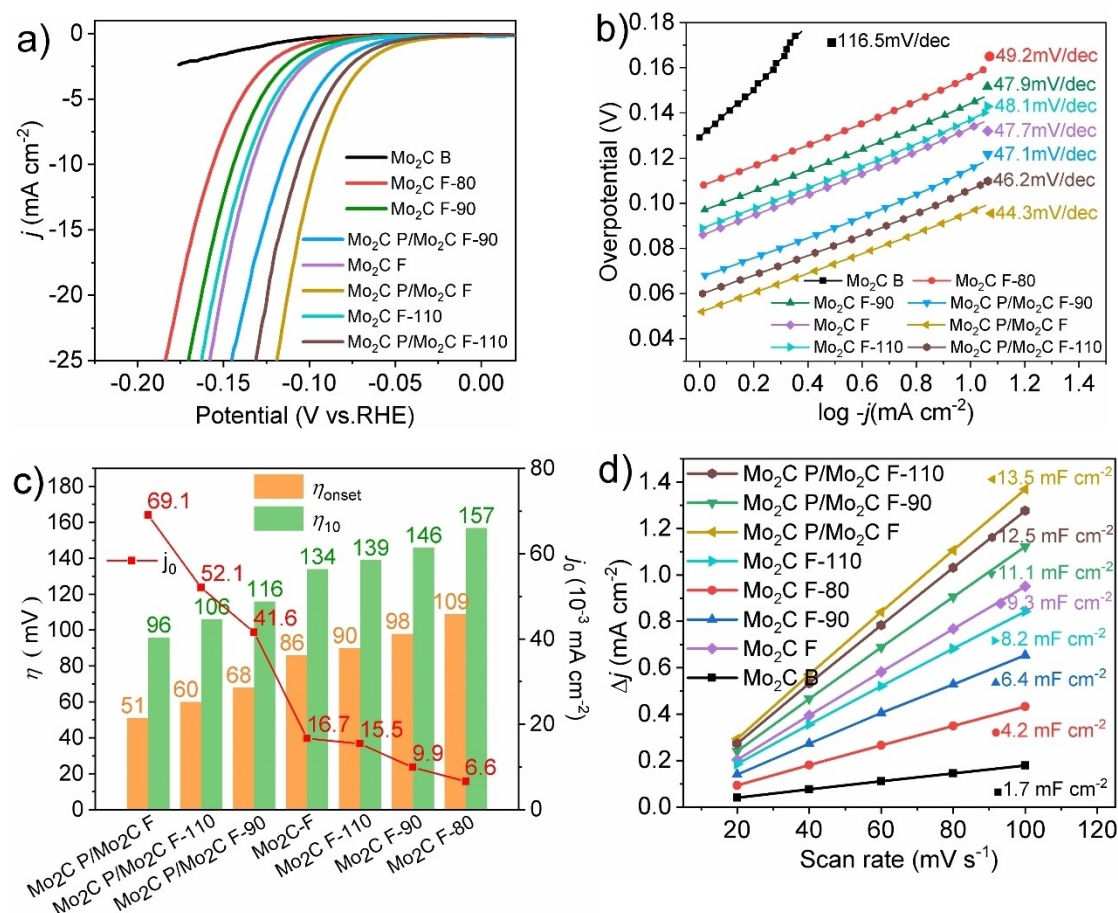 a)
0
-5
-10
-15
-20
-25
j (mA cm⁻²)
Mo₂C B
Mo₂C F-80
Mo₂C F-90
Mo₂C P/Mo₂C F-90
Mo₂C F
Mo₂C P/Mo₂C F
Mo₂C F-110
Mo₂C P/Mo₂C F-110
-0.20 -0.15 -0.10 -0.05 0.00
Potential (V vs.RHE)
b)
0.18
0.16
0.14
0.12
0.10
0.08
0.06
0.04
Overpotential (V)
116.5mV/dec
49.2mV/dec
47.9mV/dec
48.1mV/dec
47.7mV/dec
47.1mV/dec
46.2mV/dec
44.3mV/dec
Mo₂C B Mo₂C F-80
Mo₂C F-90 Mo₂C P/Mo₂C F-90
Mo₂C F Mo₂C P/Mo₂C F
Mo₂C F-110 Mo₂C P/Mo₂C F-110
0.0 0.2 0.4 0.6 0.8 1.0 1.2 1.4
log -j(mA cm⁻²)
c)
180
160
140
120
100
80
60
40
20
0
η ( mV)
η onset
η₁₀
j₀
69.1
52.1
41.6
16.7
15.5
9.9
6.6
51
96
60
106
68
116
86
134
90
139
98
146
109
157
80
60
40
20
0
j₀ (10⁻³ mA cm⁻²)
Mo₂C P/Mo₂C F
Mo₂C P/Mo₂C F-110
Mo₂C P/Mo₂C F-90
Mo₂C-F
Mo₂C F-110
Mo₂C F-90
Mo₂C F-80
d)
1.4
1.2
1.0
0.8
0.6
0.4
0.2
0.0
Δj (mA cm⁻²)
Mo₂C P/Mo₂C F-110
Mo₂C P/Mo₂C F-90
Mo₂C P/Mo₂C F
Mo₂C F-110
Mo₂C F-80
Mo₂C F-90
Mo₂C F
Mo₂C B
13.5 mF cm⁻²
12.5 mF cm⁻²
11.1 mF cm⁻²
9.3 mF cm⁻²
8.2 mF cm⁻²
6.4 mF cm⁻²
4.2 mF cm⁻²
1.7 mF cm⁻²
20 40 60 80 100 120
Scan rate (mV s⁻¹)